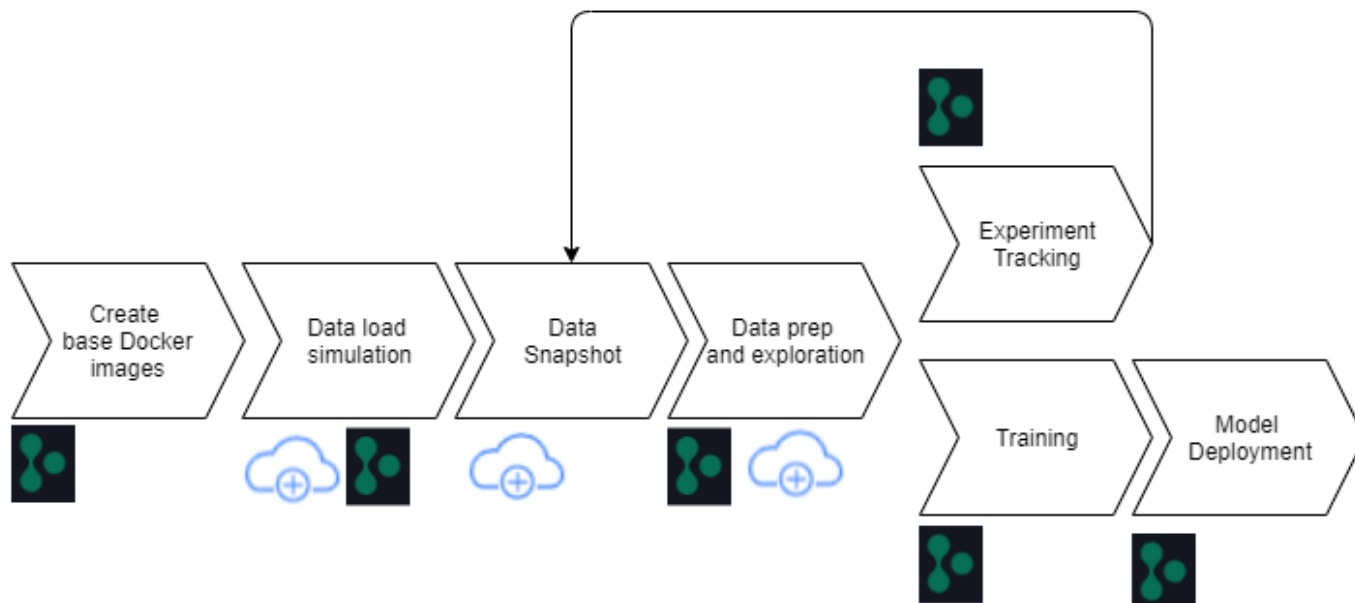 Create
base Docker
images
Data load
simulation
Data
Snapshot
Data prep
and exploration
Experiment
Tracking
Training
Model
Deployment